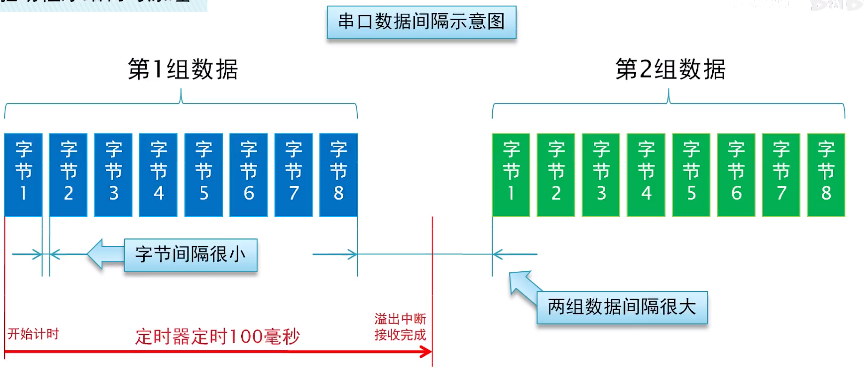 串口数据间隔示意图
第1组数据
第2组数据
字节1
字节2
字节3
字节4
字节5
字节6
字节7
字节8
字节1
字节2
字节3
字节4
字节5
字节6
字节7
字节8
字节间隔很小
两组数据间隔很大
开始计时
定时器定时100毫秒
溢出中断
接收完成